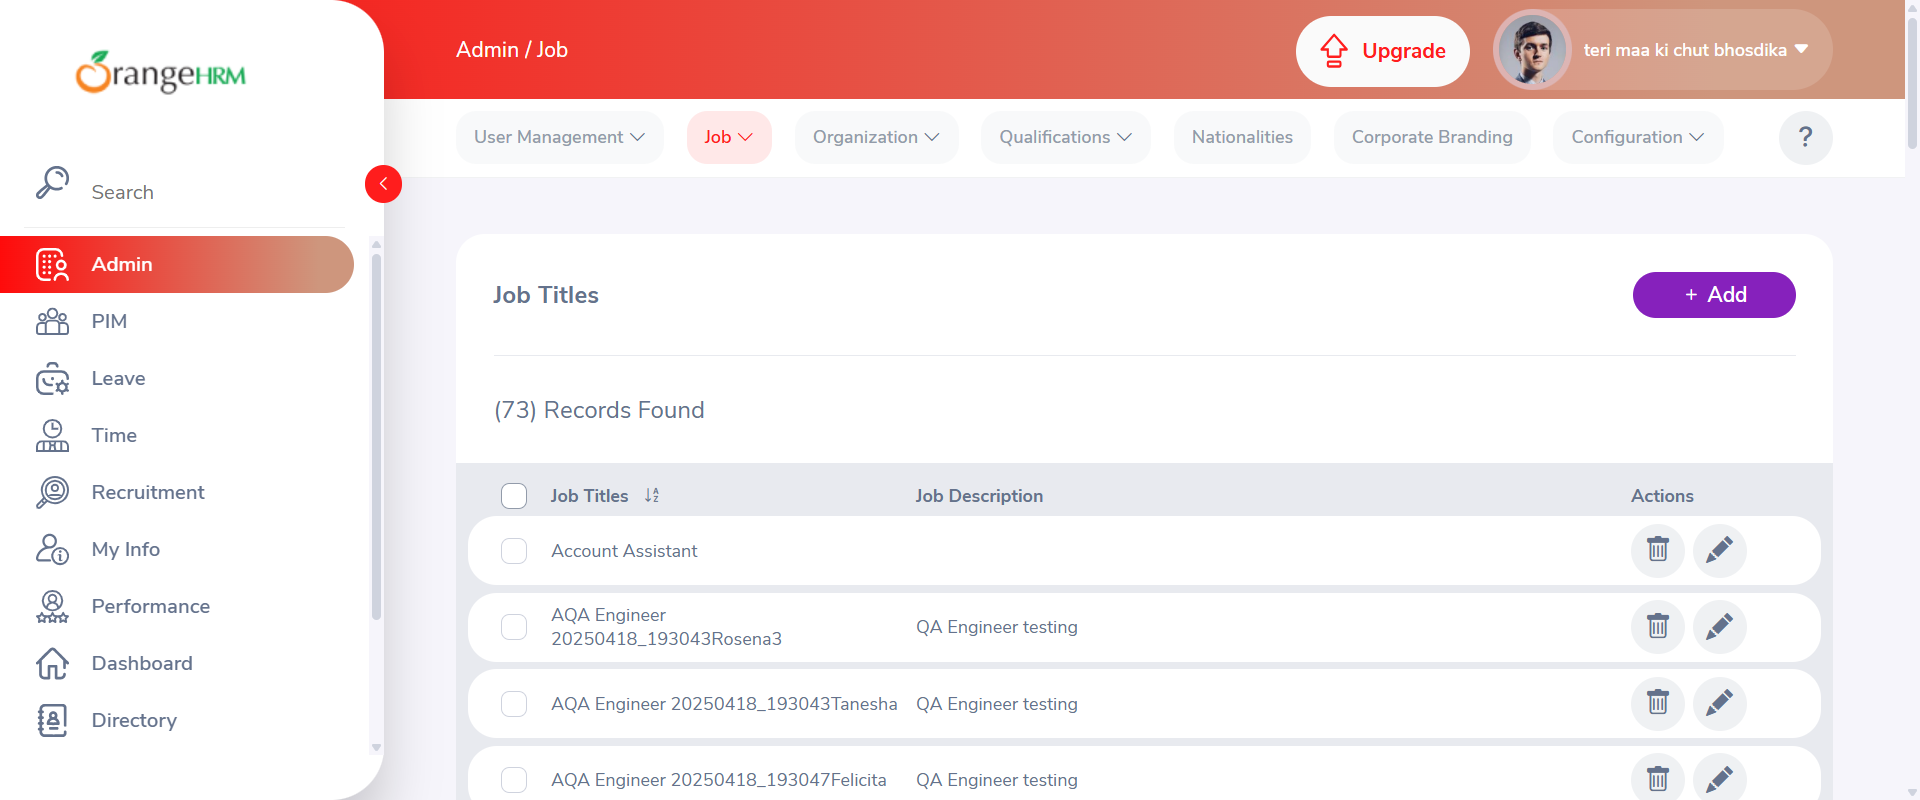 OrangeHRM
Search
Admin
PIM
Leave
Time
Recruitment
My Info
Performance
Dashboard
Directory
Admin / Job
Upgrade
teri maa ki chut bhosdika
User Management
Job
Organization
Qualifications
Nationalities
Corporate Branding
Configuration
?
Job Titles
+ Add
(73) Records Found
Job Titles
Job Description
Actions
Account Assistant
AQA Engineer
20250418_193043Rosena3
QA Engineer testing
AQA Engineer 20250418_193043Tanesha
QA Engineer testing
AQA Engineer 20250418_193047Felicita
QA Engineer testing